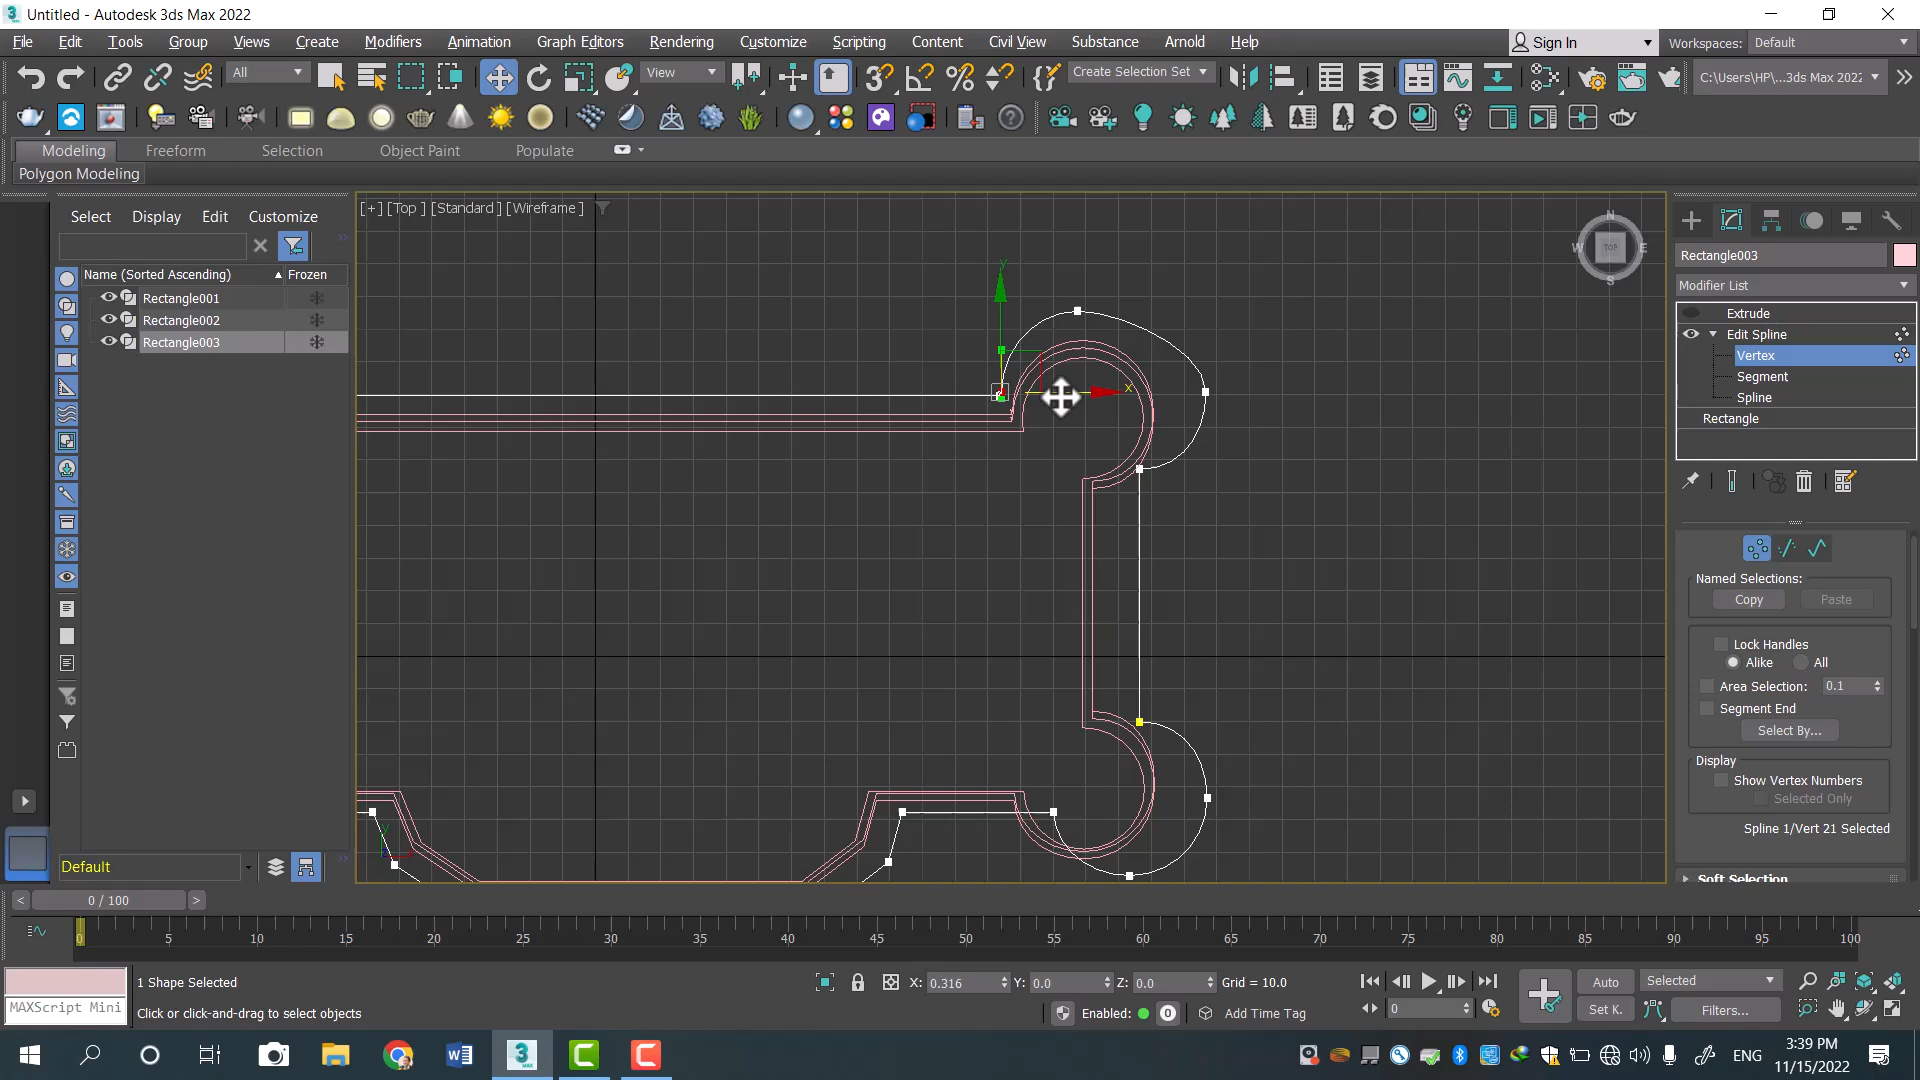 Untitled - Autodesk 3ds Max 2022
File Edit Tools Group Views Create Modifiers Animation Graph Editors Rendering Customize Scripting Content Civil View Substance Arnold Help Sign In Workspaces: Default
All View Create Selection Set C:\Users\HP\...3ds Max 2022
Modeling Freeform Selection Object Paint Populate
Polygon Modeling
Select Display Edit Customize
Name (Sorted Ascending) Frozen
Rectangle001
Rectangle002
Rectangle003
[+] [Top ] [Standard ] [Wireframe ]
y
x
N
W TOP E
S
y
Rectangle003
Modifier List
Extrude
Edit Spline
Vertex
Segment
Spline
Rectangle
Named Selections:
Copy Paste
Lock Handles
Alike All
Area Selection: 0.1
Segment End
Select By...
Display
Show Vertex Numbers
Selected Only
Spline 1/Vert 21 Selected
Soft Selection
Default
< 0 / 100 >
0 5 10 15 20 25 30 35 40 45 50 55 60 65 70 75 80 85 90 95 100
1 Shape Selected X: 0.316 Y: 0.0 Z: 0.0 Grid = 10.0 Auto Selected
MAXScript Mini Click or click-and-drag to select objects Enabled: 0 Add Time Tag 0 Set K. Filters...
ENG 3:39 PM
11/15/2022